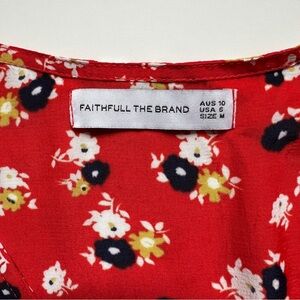 FAITHFULL THE BRAND
AUS 10
USA 6
SIZE M